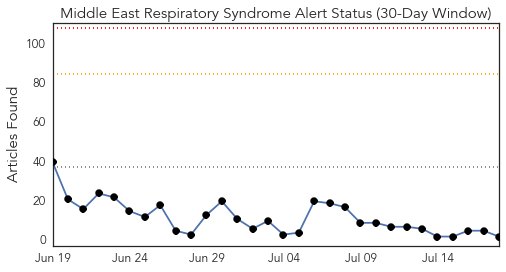 Middle East Respiratory Syndrome Alert Status (30-Day Window)
Articles Found
100
80
60
40
20
0
Jun 19 Jun 24 Jun 29 Jul 04 Jul 09 Jul 14